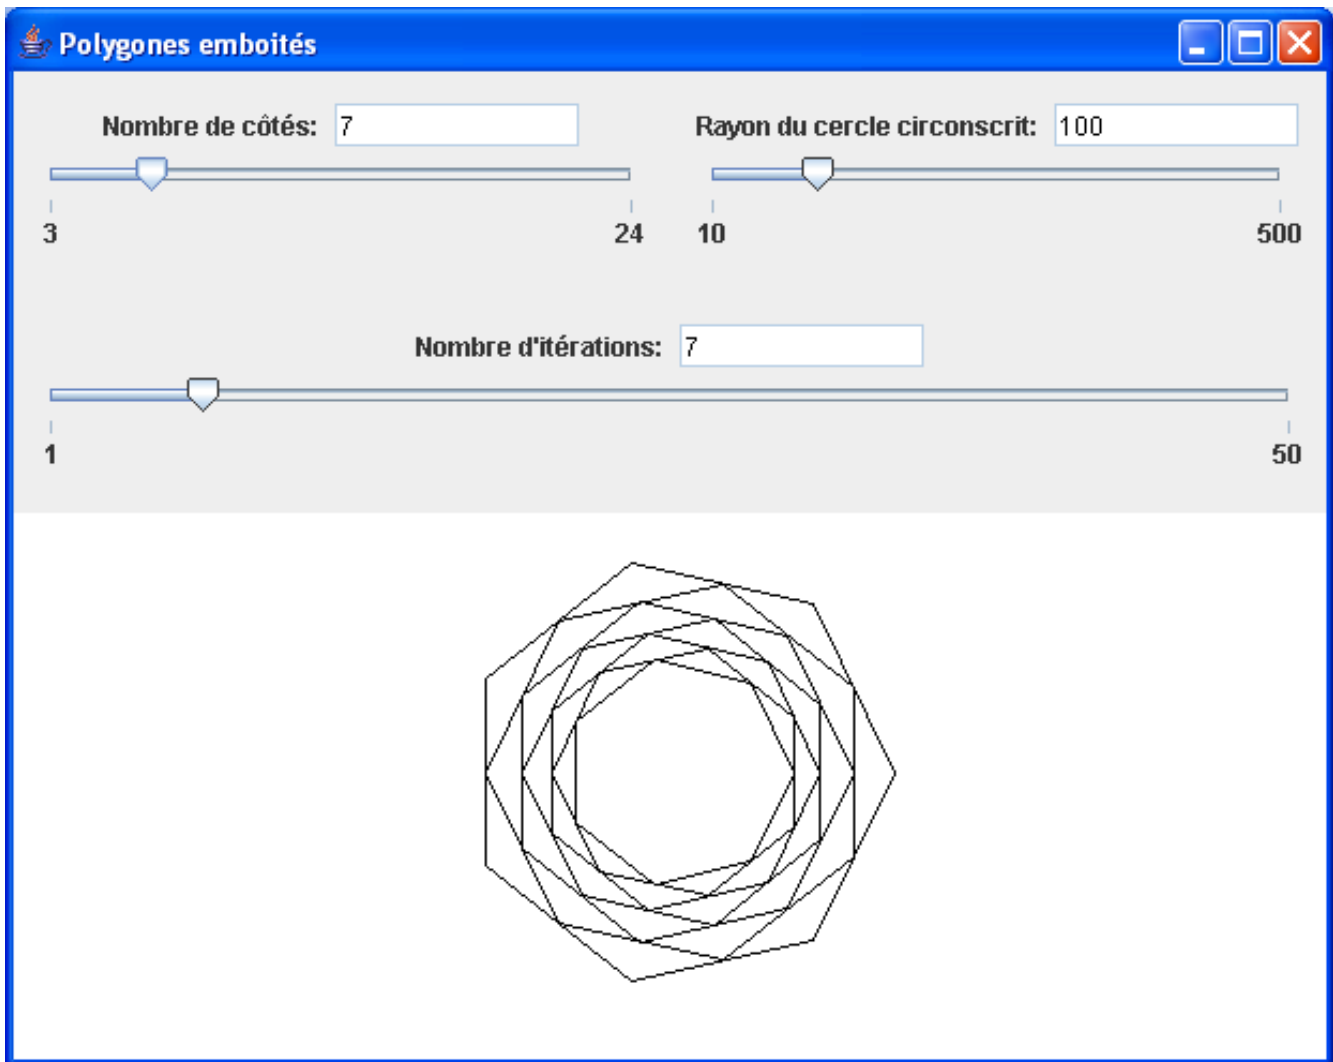 Polygones emboités
Nombre de côtés: 7
Rayon du cercle circonscrit: 100
3 24
10 500
Nombre d'itérations: 7
1 50